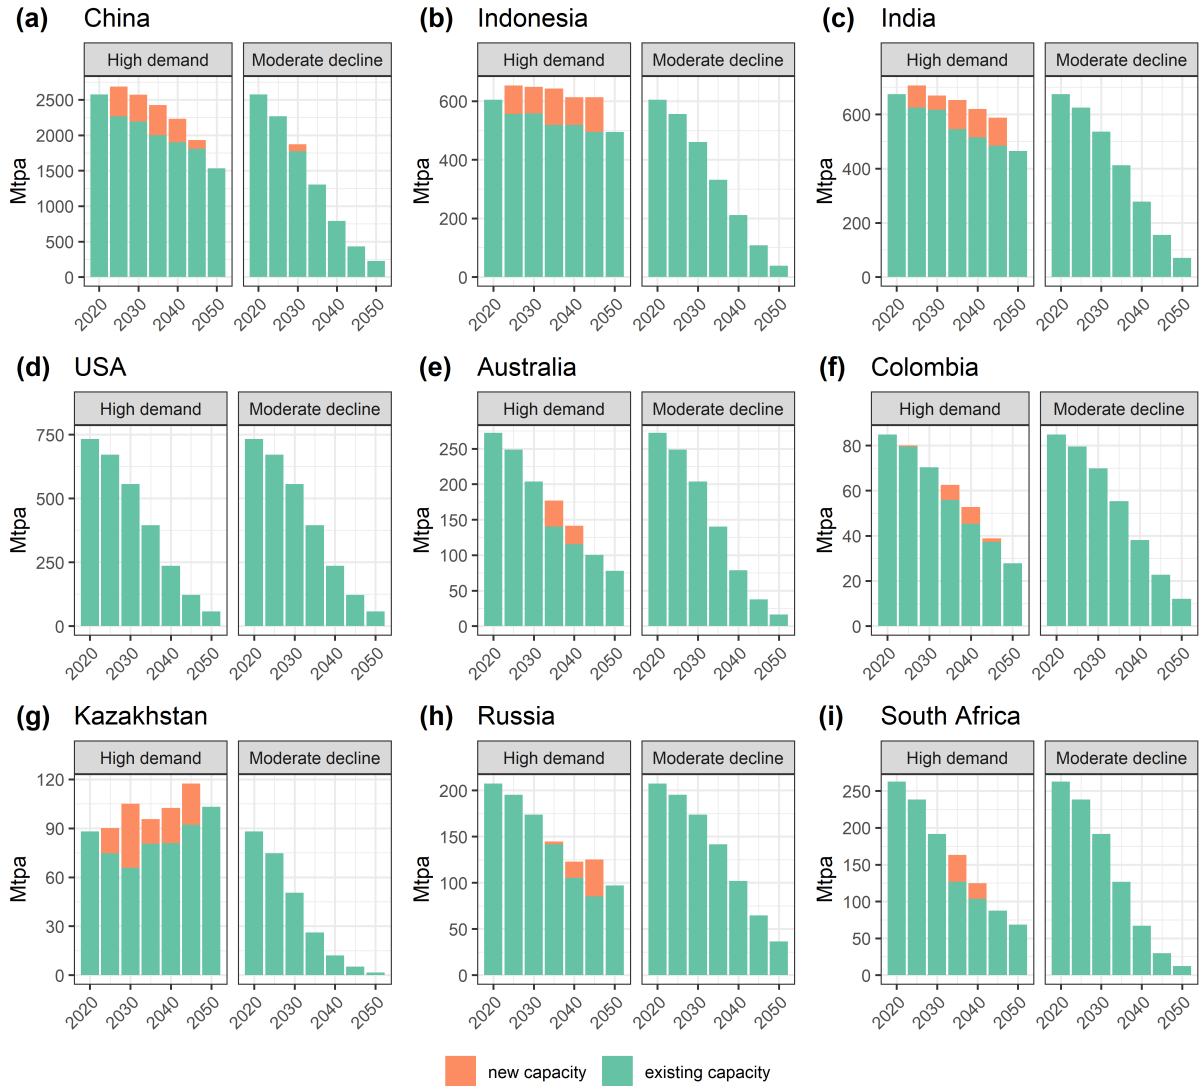 (a) China
High demand Moderate decline
Mtpa
2500
2000
1500
1000
500
0
2020 2030 2040 2050 2020 2030 2040 2050
(b) Indonesia
High demand Moderate decline
Mtpa
600
400
200
0
2020 2030 2040 2050 2020 2030 2040 2050
(c) India
High demand Moderate decline
Mtpa
600
400
200
0
2020 2030 2040 2050 2020 2030 2040 2050
(d) USA
High demand Moderate decline
Mtpa
750
500
250
0
2020 2030 2040 2050 2020 2030 2040 2050
(e) Australia
High demand Moderate decline
Mtpa
250
200
150
100
50
0
2020 2030 2040 2050 2020 2030 2040 2050
(f) Colombia
High demand Moderate decline
Mtpa
80
60
40
20
0
2020 2030 2040 2050 2020 2030 2040 2050
(g) Kazakhstan
High demand Moderate decline
Mtpa
120
90
60
30
0
2020 2030 2040 2050 2020 2030 2040 2050
(h) Russia
High demand Moderate decline
Mtpa
200
150
100
50
0
2020 2030 2040 2050 2020 2030 2040 2050
(i) South Africa
High demand Moderate decline
Mtpa
250
200
150
100
50
0
2020 2030 2040 2050 2020 2030 2040 2050
new capacity existing capacity